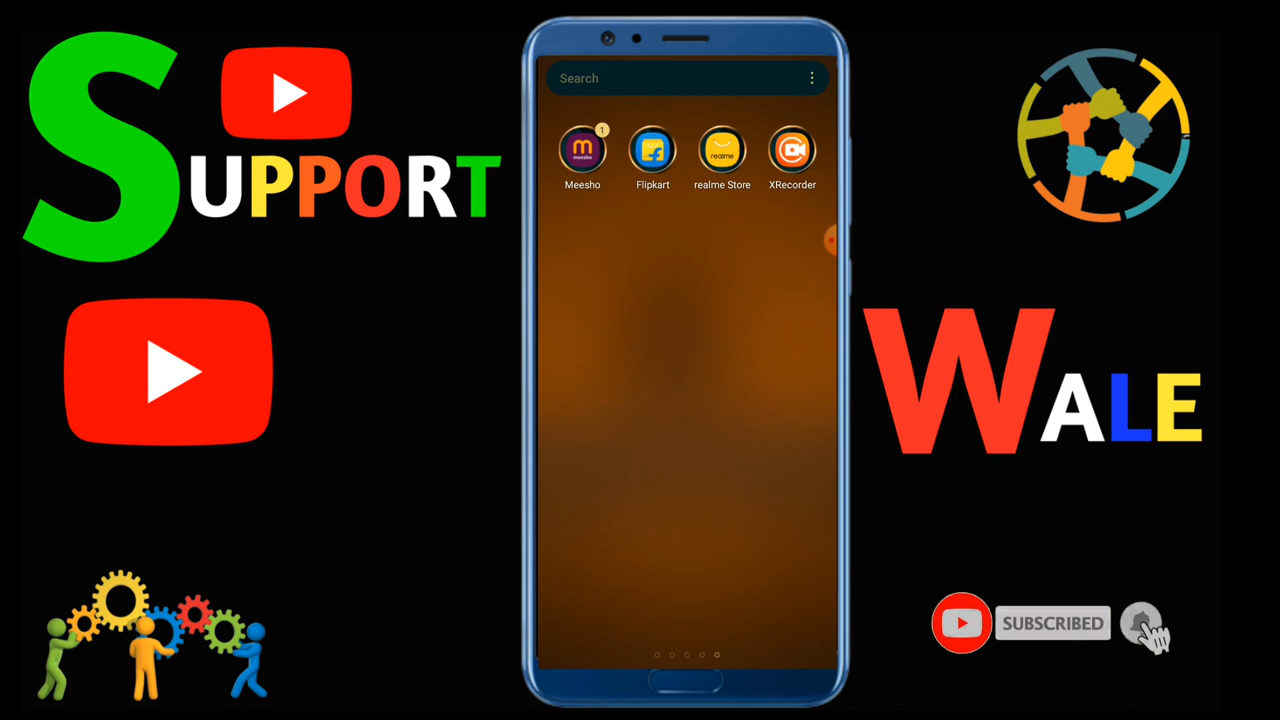 SUPPORT
Search
1
meesho
realme
Meesho
Flipkart
realme Store
XRecorder
WALE
SUBSCRIBED